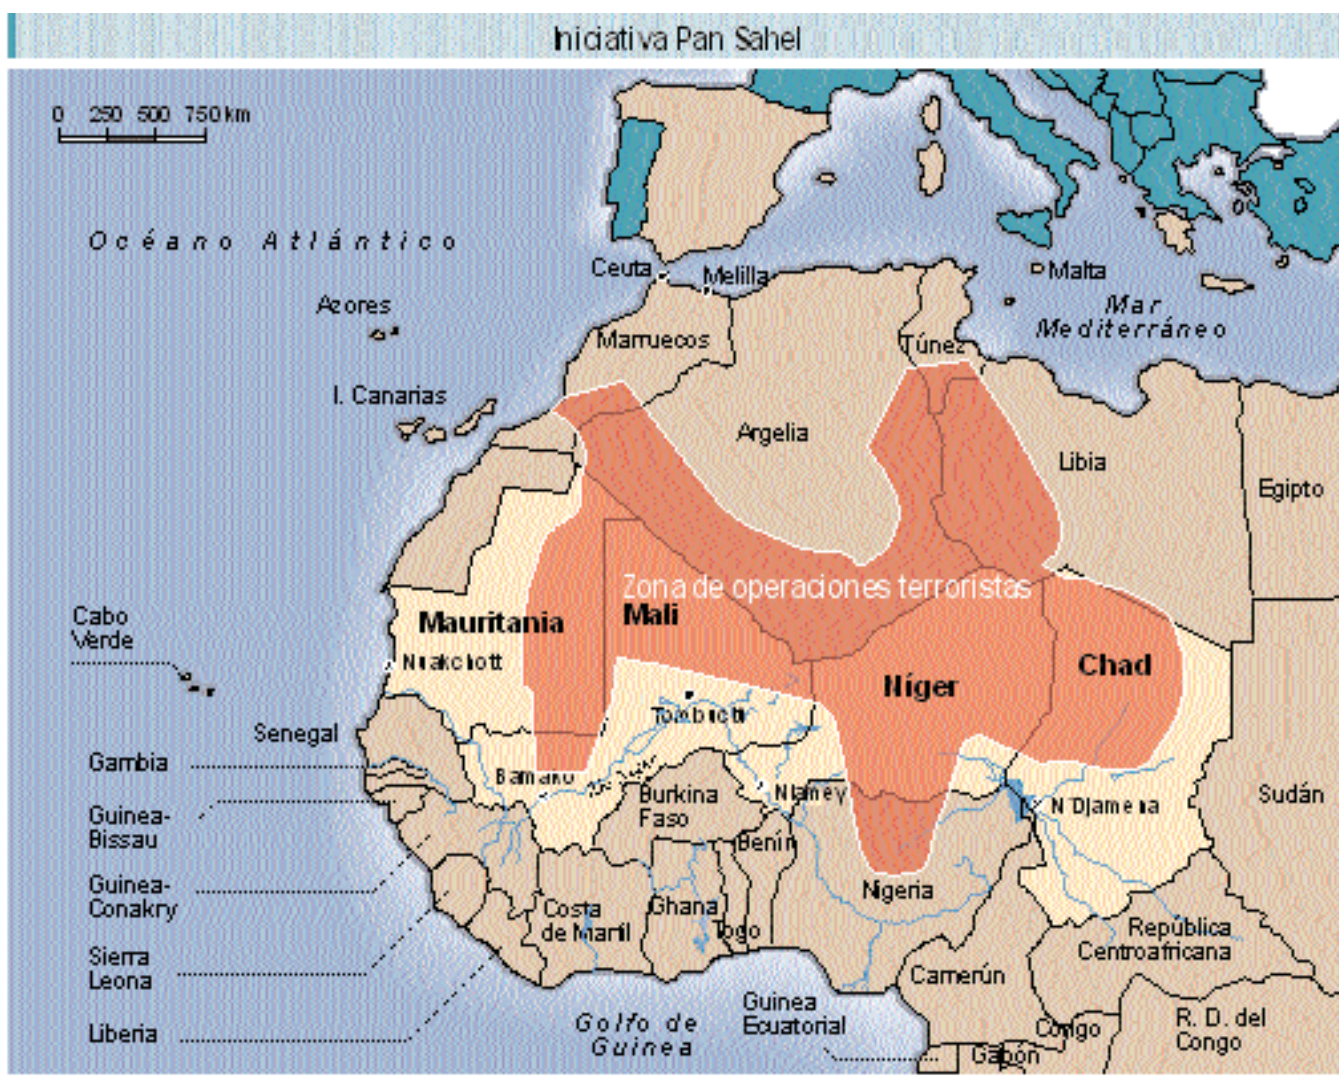 Iniciativa Pan Sahel
0 250 500 750 km
Océano Atlántico
Ceuta
Melilla
Malta
Azores
Mar
Mediterráneo
Marruecos
Túnez
I. Canarias
Argelia
Libia
Egipto
Zona de operaciones terroristas
Cabo
Verde
Mauritania
Mali
Nuakchott
Níger
Chad
Tombuctú
Senegal
Gambia
Bamako
Niamey
N'Djamena
Sudán
Burkina
Faso
Guinea-
Bissau
Benín
Guinea-
Conakry
Nigeria
Costa
de Marfil
Ghana
Togo
República
Centroafricana
Sierra
Leona
Camerún
Liberia
Golfo de
Guinea
Guinea
Ecuatorial
Congo
Gabón
R. D. del
Congo